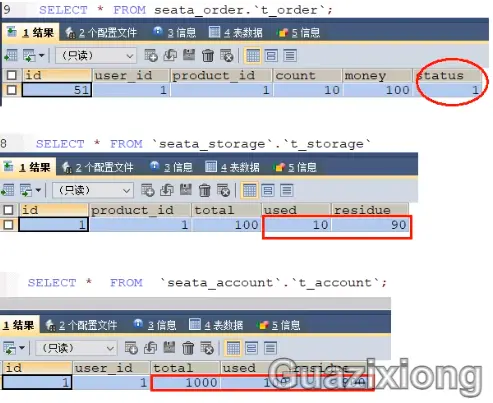 9 SELECT * FROM seata_order.`t_order`;
1 结果 2 个配置文件 3 信息 4 表数据 5 信息
(只读)
id user_id product_id count money status
51 1 1 10 100 1
8 SELECT * FROM `seata_storage`.`t_storage`
1 结果 2 个配置文件 3 信息 4 表数据 5 信息
(只读)
id product_id total used residue
1 1 100 10 90
SELECT * FROM `seata_account`.`t_account`;
1 结果 2 个配置文件 3 信息 4 表数据 5 信息
(只读)
id user_id total used
1 1 1000
Guazixiong